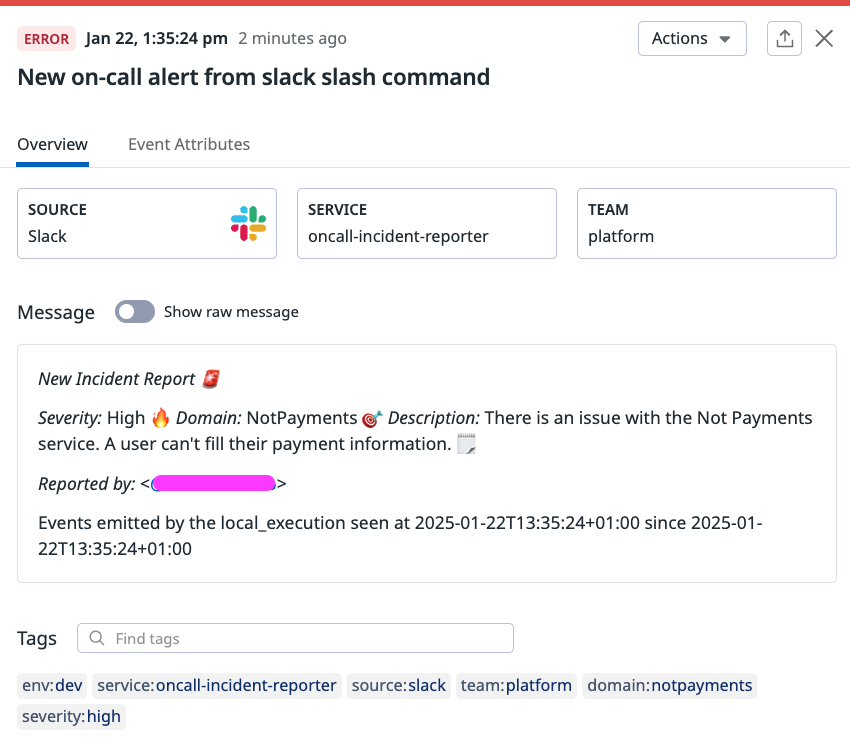 ERROR Jan 22, 1:35:24 pm 2 minutes ago Actions
New on-call alert from slack slash command
Overview Event Attributes
SOURCE
Slack
SERVICE
oncall-incident-reporter
TEAM
platform
Message Show raw message
New Incident Report 🚨
Severity: High 🔥 Domain: NotPayments 🎯 Description: There is an issue with the Not Payments
service. A user can't fill their payment information. 🗒️
Reported by: < >
Events emitted by the local_execution seen at 2025-01-22T13:35:24+01:00 since 2025-01-
22T13:35:24+01:00
Tags Find tags
env:dev service:oncall-incident-reporter source:slack team:platform domain:notpayments
severity:high